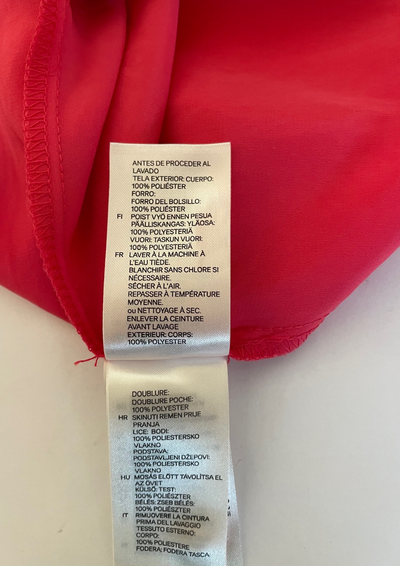 ANTES DE PROCEDER AL
LAVADO
TELA EXTERIOR: CUERPO:
100% POLIÉSTER
FORRO:
FORRO DEL BOLSILLO:
100% POLIÉSTER
FI POIST VYÖ ENNEN PESUA
PÄÄLLISKANGAS: YLÄOSA:
100% POLYESTERIÄ
VUORI: TASKUN VUORI:
100% POLYESTERIÄ
FR LAVER À LA MACHINE À
L'EAU TIÈDE.
BLANCHIR SANS CHLORE SI
NÉCESSAIRE.
SÉCHER À L'AIR.
REPASSER À TEMPÉRATURE
MOYENNE.
ou NETTOYAGE À SEC.
ENLEVER LA CEINTURE
AVANT LAVAGE
EXTERIEUR: CORPS:
100% POLYESTER
DOUBLURE:
DOUBLURE POCHE:
100% POLYESTER
HR SKINUTI REMEN PRIJE
PRANJA
LICE: BODI:
100% POLIESTERSKO
VLAKNO
PODSTAVA:
PODSTAVLJENI DŽEPOVI:
100% POLIESTERSKO
VLAKNO
HU MOSÁS ELŐTT TÁVOLÍTSA EL
AZ ÖVET
KÜLSŐ: TEST:
100% POLIÉSZTER
BÉLÉS: ZSEB BÉLÉS:
100% POLIÉSZTER
IT RIMUOVERE LA CINTURA
PRIMA DEL LAVAGGIO
TESSUTO ESTERNO:
CORPO:
100% POLIESTERE
FODERA: FODERA TASCA: